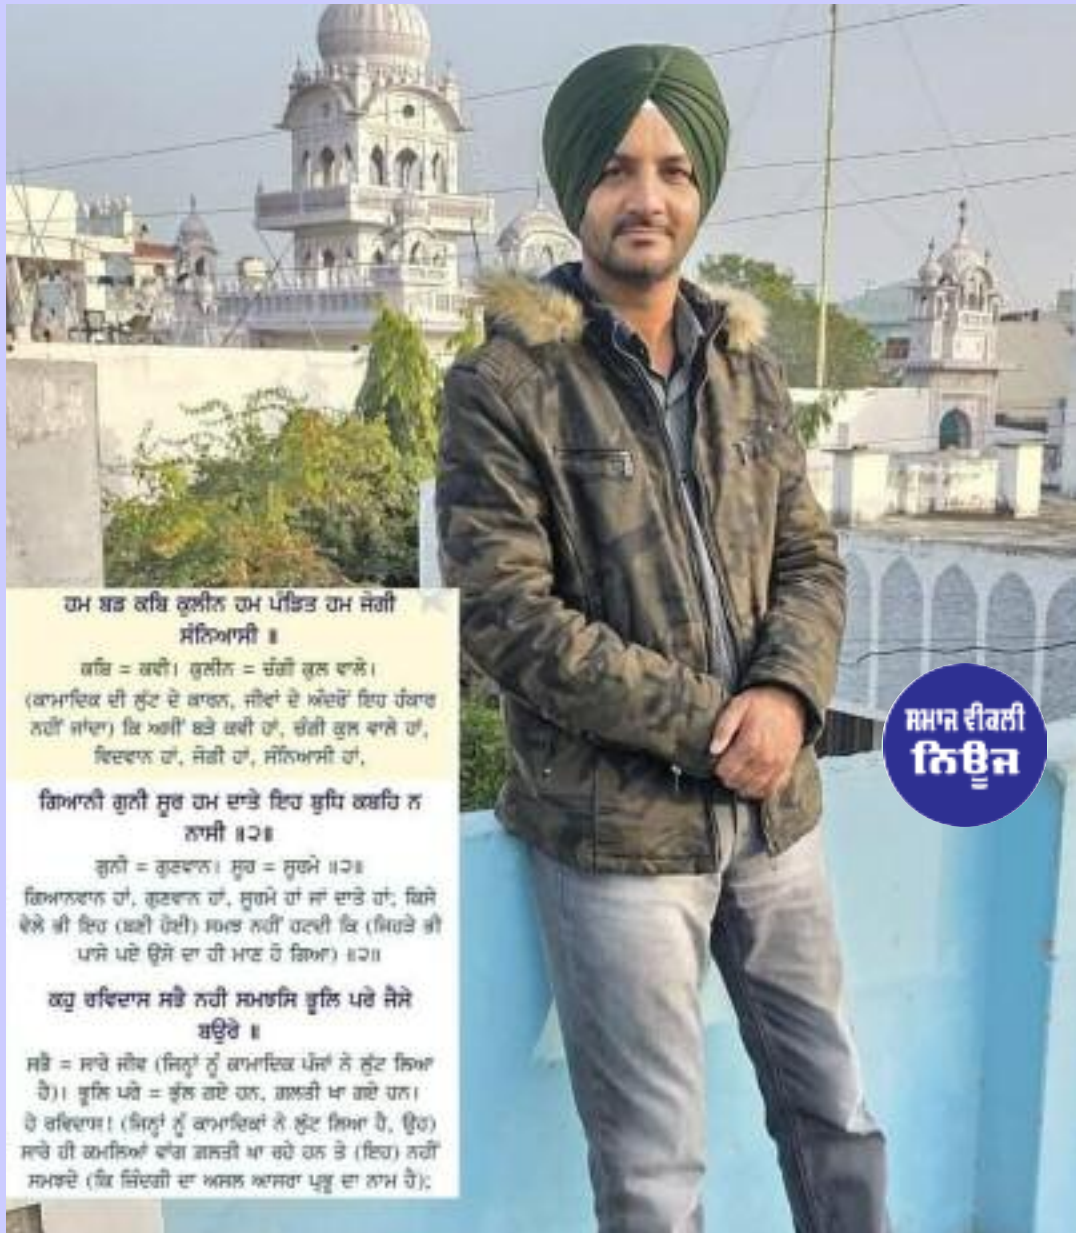 ਹਮ ਬਡ ਕਬਿ ਕੁਲੀਨ ਹਮ ਪੰਡਿਤ ਹਮ ਜੋਗੀ
ਸੰਨਿਆਸੀ ॥
ਕਬਿ = ਕਵੀ। ਕੁਲੀਨ = ਚੰਗੀ ਕੁਲ ਵਾਲੇ।
(ਕਾਮਾਦਿਕ ਦੀ ਲੁੱਟ ਦੇ ਕਾਰਨ, ਜੀਵਾਂ ਦੇ ਅੰਦਰੋਂ ਇਹ ਹੰਕਾਰ
ਨਹੀਂ ਜਾਂਦਾ) ਕਿ ਅਸੀਂ ਬੜੇ ਕਵੀ ਹਾਂ, ਚੰਗੀ ਕੁਲ ਵਾਲੇ ਹਾਂ,
ਵਿਦਵਾਨ ਹਾਂ, ਜੋਗੀ ਹਾਂ, ਸੰਨਿਆਸੀ ਹਾਂ,
ਗਿਆਨੀ ਗੁਨੀ ਸੂਰ ਹਮ ਦਾਤੇ ਇਹ ਬੁਧਿ ਕਬਹਿ ਨ
ਨਾਸੀ ॥੨॥
ਗੁਨੀ = ਗੁਣਵਾਨ। ਸੂਰ = ਸੂਰਮੇ ॥੨॥
ਗਿਆਨਵਾਨ ਹਾਂ, ਗੁਣਵਾਨ ਹਾਂ, ਸੂਰਮੇ ਹਾਂ ਜਾਂ ਦਾਤੇ ਹਾਂ; ਕਿਸੇ
ਵੇਲੇ ਭੀ ਇਹ (ਬਣੀ ਹੋਈ) ਸਮਝ ਨਹੀਂ ਹਟਦੀ ਕਿ (ਜਿਹੜੇ ਭੀ
ਪਾਸੇ ਪਏ ਉਸੇ ਦਾ ਹੀ ਮਾਣ ਹੋ ਗਿਆ) ॥੨॥
ਕਹੁ ਰਵਿਦਾਸ ਸਭੈ ਨਹੀ ਸਮਝਸਿ ਭੂਲਿ ਪਰੇ ਜੈਸੇ
ਬਉਰੇ ॥
ਸਭੈ = ਸਾਰੇ ਜੀਵ (ਜਿਨ੍ਹਾਂ ਨੂੰ ਕਾਮਾਦਿਕ ਪੰਜਾਂ ਨੇ ਲੁੱਟ ਲਿਆ
ਹੈ)। ਭੂਲਿ ਪਰੇ = ਭੁੱਲ ਗਏ ਹਨ, ਗ਼ਲਤੀ ਖਾ ਗਏ ਹਨ।
ਹੇ ਰਵਿਦਾਸ! (ਜਿਨ੍ਹਾਂ ਨੂੰ ਕਾਮਾਦਿਕਾਂ ਨੇ ਲੁੱਟ ਲਿਆ ਹੈ, ਉਹ)
ਸਾਰੇ ਹੀ ਕਮਲਿਆਂ ਵਾਂਗ ਗ਼ਲਤੀ ਖਾ ਰਹੇ ਹਨ ਤੇ (ਇਹ) ਨਹੀਂ
ਸਮਝਦੇ (ਕਿ ਜ਼ਿੰਦਗੀ ਦਾ ਅਸਲ ਆਸਰਾ ਪ੍ਰਭੂ ਦਾ ਨਾਮ ਹੈ);
ਸਮਾਜ ਵੀਕਲੀ
ਨਿਊਜ਼